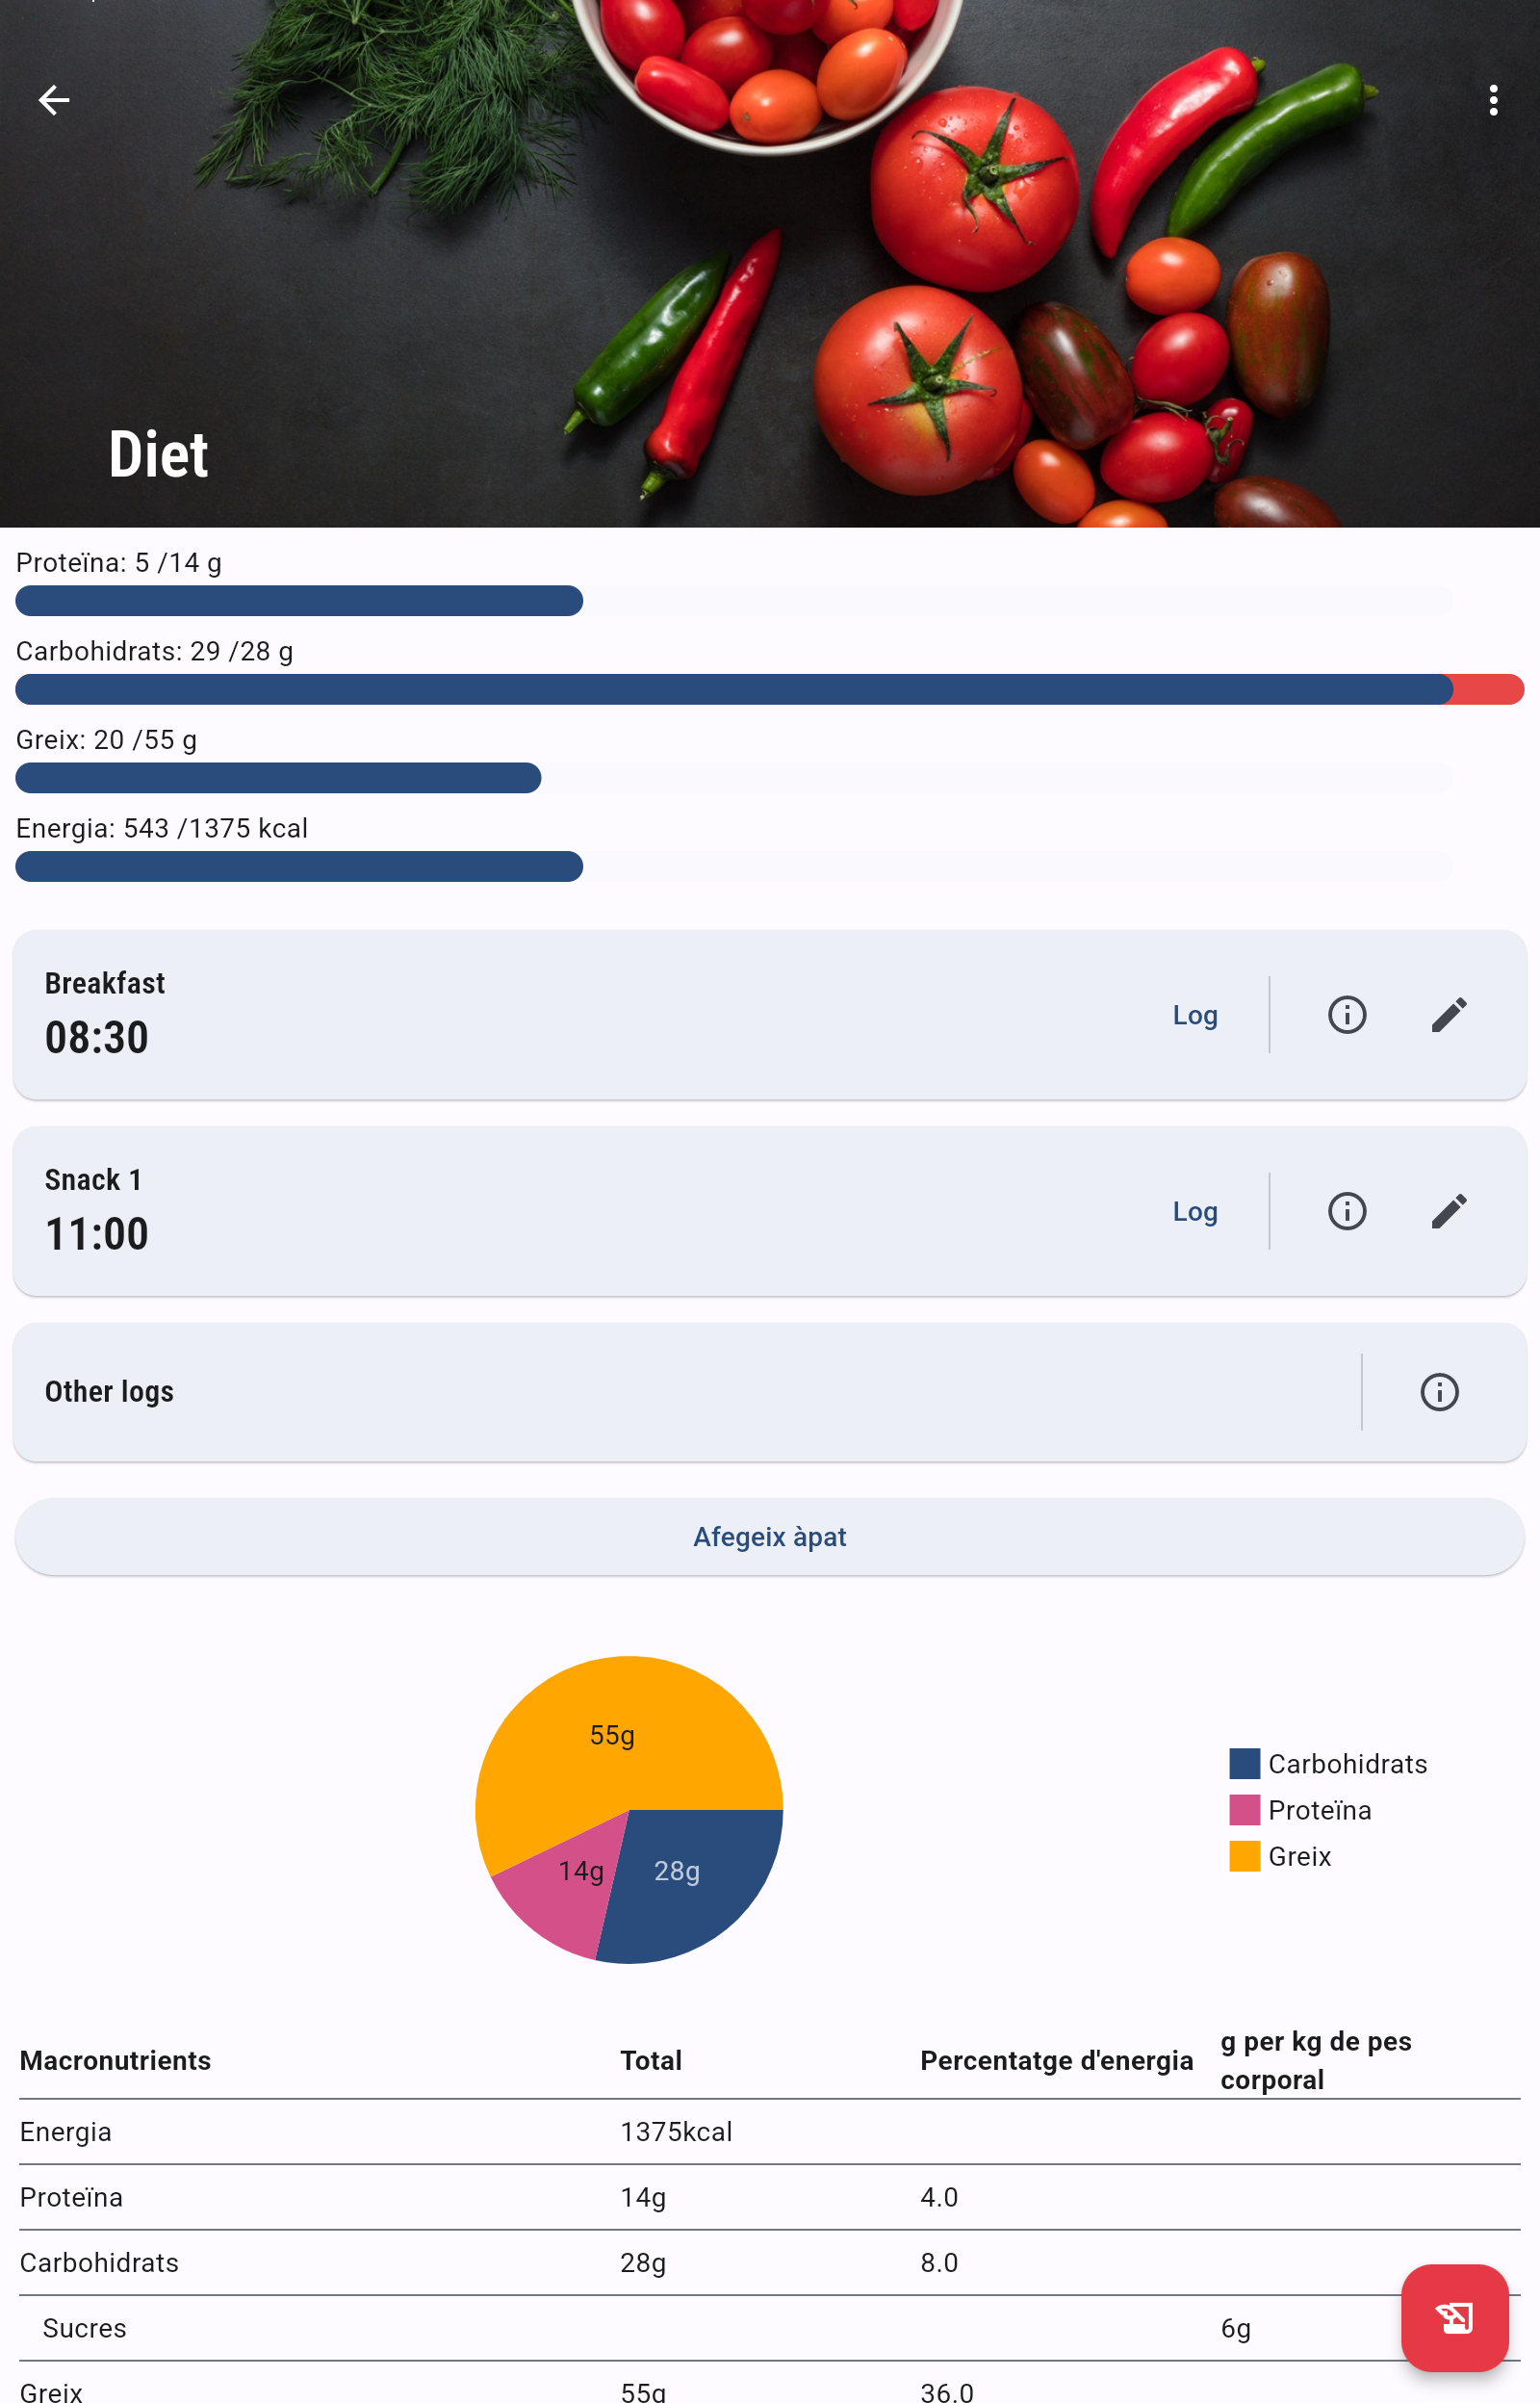 Diet
Proteïna: 5 /14 g
Carbohidrats: 29 /28 g
Greix: 20 /55 g
Energia: 543 /1375 kcal
Breakfast
08:30
Log
Snack 1
11:00
Log
Other logs
Afegeix àpat
55g
14g
28g
Carbohidrats
Proteïna
Greix
Macronutrients Total Percentatge d'energia g per kg de pes
corporal
Energia 1375kcal
Proteïna 14g 4.0
Carbohidrats 28g 8.0
Sucres 6g
Greix 55g 36.0